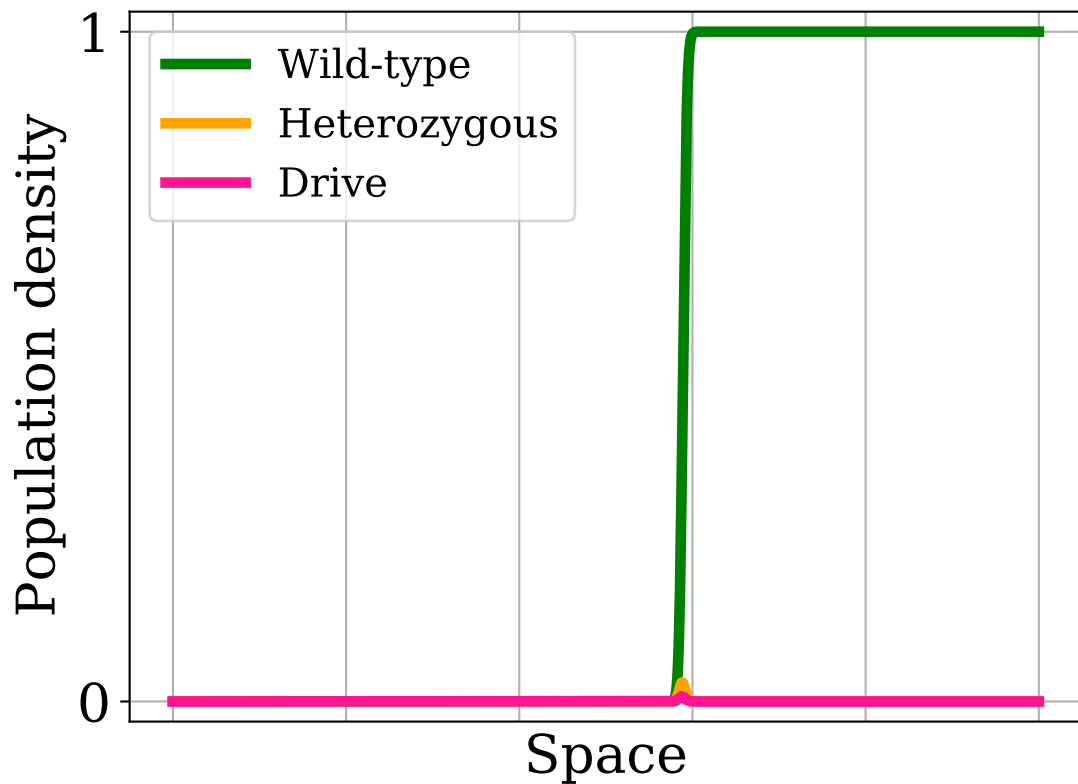 1
Wild-type
Heterozygous
Drive
Population density
0
Space